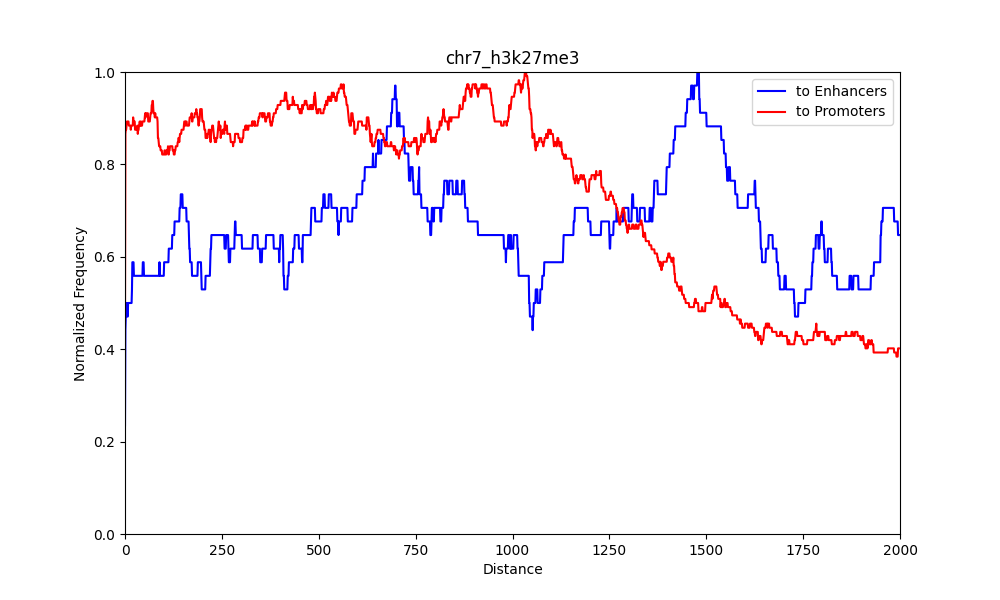 chr7_h3k27me3
to Enhancers
to Promoters
Normalized Frequency
1.0
0.8
0.6
0.4
0.2
0.0
0 250 500 750 1000 1250 1500 1750 2000
Distance